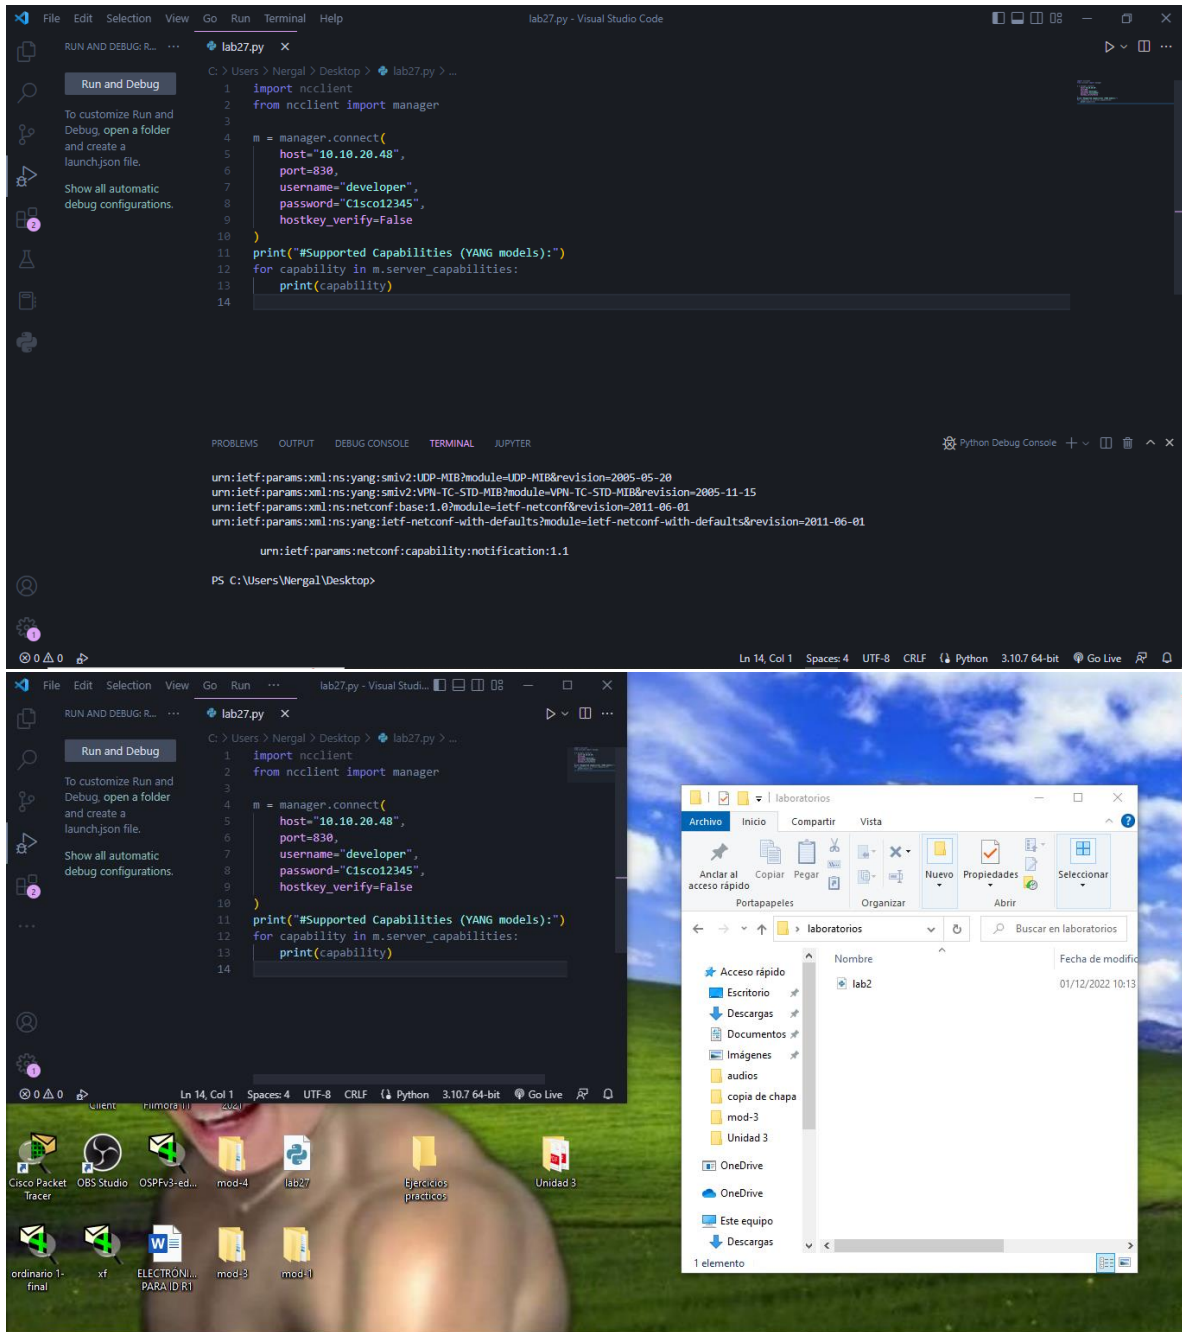 File Edit Selection View Go Run Terminal Help lab27.py - Visual Studio Code
RUN AND DEBUG: R... ··· lab27.py
C: > Users > Nergal > Desktop > lab27.py > ...
Run and Debug
To customize Run and
Debug, open a folder
and create a
launch.json file.
Show all automatic
debug configurations.
2
1
1 import ncclient
2 from ncclient import manager
3
4 m = manager.connect(
5 host="10.10.20.48",
6 port=830,
7 username="developer",
8 password="C1sco12345",
9 hostkey_verify=False
10 )
11 print("#Supported Capabilities (YANG models):")
12 for capability in m.server_capabilities:
13 print(capability)
14
PROBLEMS OUTPUT DEBUG CONSOLE TERMINAL JUPYTER Python Debug Console
urn:ietf:params:xml:ns:yang:smiv2:UDP-MIB?module=UDP-MIB&revision=2005-05-20
urn:ietf:params:xml:ns:yang:smiv2:VPN-TC-STD-MIB?module=VPN-TC-STD-MIB&revision=2005-11-15
urn:ietf:params:xml:ns:netconf:base:1.0?module=ietf-netconf&revision=2011-06-01
urn:ietf:params:xml:ns:yang:ietf-netconf-with-defaults?module=ietf-netconf-with-defaults&revision=2011-06-01
urn:ietf:params:netconf:capability:notification:1.1
PS C:\Users\Nergal\Desktop>
0 0 Ln 14, Col 1 Spaces: 4 UTF-8 CRLF Python 3.10.7 64-bit Go Live
File Edit Selection View Go Run ··· lab27.py - Visual Studi...
RUN AND DEBUG: R... ··· lab27.py
C: > Users > Nergal > Desktop > lab27.py > ...
Run and Debug
To customize Run and
Debug, open a folder
and create a
launch.json file.
Show all automatic
debug configurations.
2
1
1 import ncclient
2 from ncclient import manager
3
4 m = manager.connect(
5 host="10.10.20.48",
6 port=830,
7 username="developer",
8 password="C1sco12345",
9 hostkey_verify=False
10 )
11 print("#Supported Capabilities (YANG models):")
12 for capability in m.server_capabilities:
13 print(capability)
14
0 0 Ln 14, Col 1 Spaces: 4 UTF-8 CRLF Python 3.10.7 64-bit Go Live
laboratorios
Archivo Inicio Compartir Vista
Anclar al
acceso rápido
Copiar Pegar
Nuevo Propiedades Seleccionar
Portapapeles Organizar Abrir
laboratorios Buscar en laboratorios
Nombre Fecha de modific
lab2 01/12/2022 10:13
Acceso rápido
Escritorio
Descargas
Documentos
Imágenes
audios
copia de chapa
mod-3
Unidad 3
OneDrive
OneDrive
Este equipo
Descargas
1 elemento
Client Filmora 11 2021
Cisco Packet
Tracer
OBS Studio OSPFv3-ed... mod-4 lab27
Ejercicios
practicos
Unidad 3
ordinario 1-
final
xf
ELECTRÓNI...
PARA ID R1
mod-3 mod-1